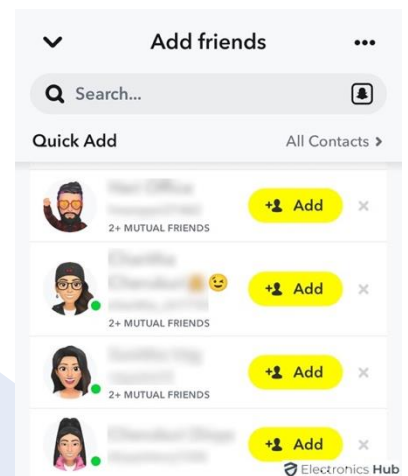 Add friends
Search...
Quick Add All Contacts >
Add
2+ MUTUAL FRIENDS
😉 Add
2+ MUTUAL FRIENDS
Add
2+ MUTUAL FRIENDS
Add
Electronics Hub